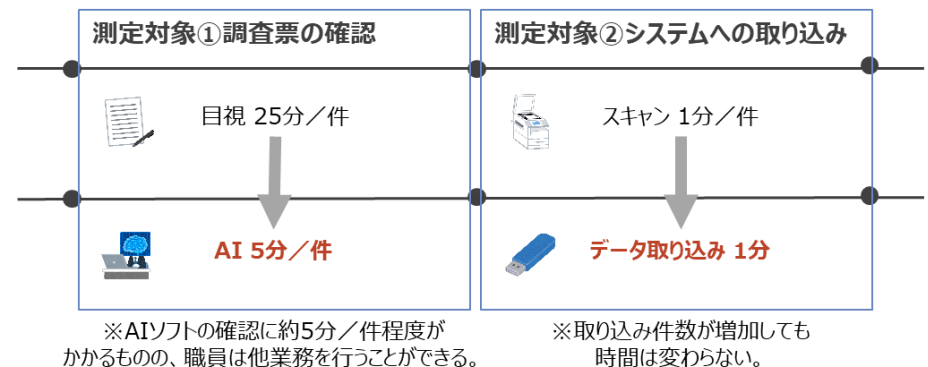 測定対象①調査票の確認
目視 25分／件
AI 5分／件
※AIソフトの確認に約5分／件程度が
かかるものの、職員は他業務を行うことができる。
測定対象②システムへの取り込み
スキャン 1分／件
データ取り込み 1分
※取り込み件数が増加しても
時間は変わらない。